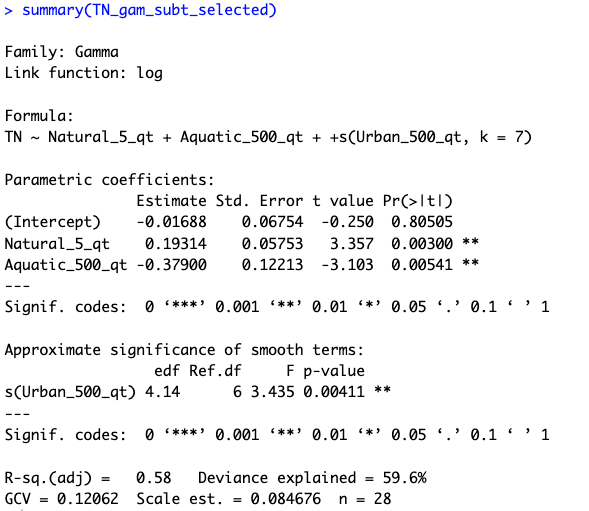 > summary(TN_gam_subt_selected)
Family: Gamma
Link function: log
Formula:
TN ~ Natural_5_qt + Aquatic_500_qt + +s(Urban_500_qt, k = 7)
Parametric coefficients:
Estimate Std. Error t value Pr(>|t|)
(Intercept) -0.01688 0.06754 -0.250 0.80505
Natural_5_qt 0.19314 0.05753 3.357 0.00300 **
Aquatic_500_qt -0.37900 0.12213 -3.103 0.00541 **
---
Signif. codes: 0 ‘***’ 0.001 ‘**’ 0.01 ‘*’ 0.05 ‘.’ 0.1 ‘ ’ 1
Approximate significance of smooth terms:
edf Ref.df F p-value
s(Urban_500_qt) 4.14 6 3.435 0.00411 **
---
Signif. codes: 0 ‘***’ 0.001 ‘**’ 0.01 ‘*’ 0.05 ‘.’ 0.1 ‘ ’ 1
R-sq.(adj) = 0.58 Deviance explained = 59.6%
GCV = 0.12062 Scale est. = 0.084676 n = 28